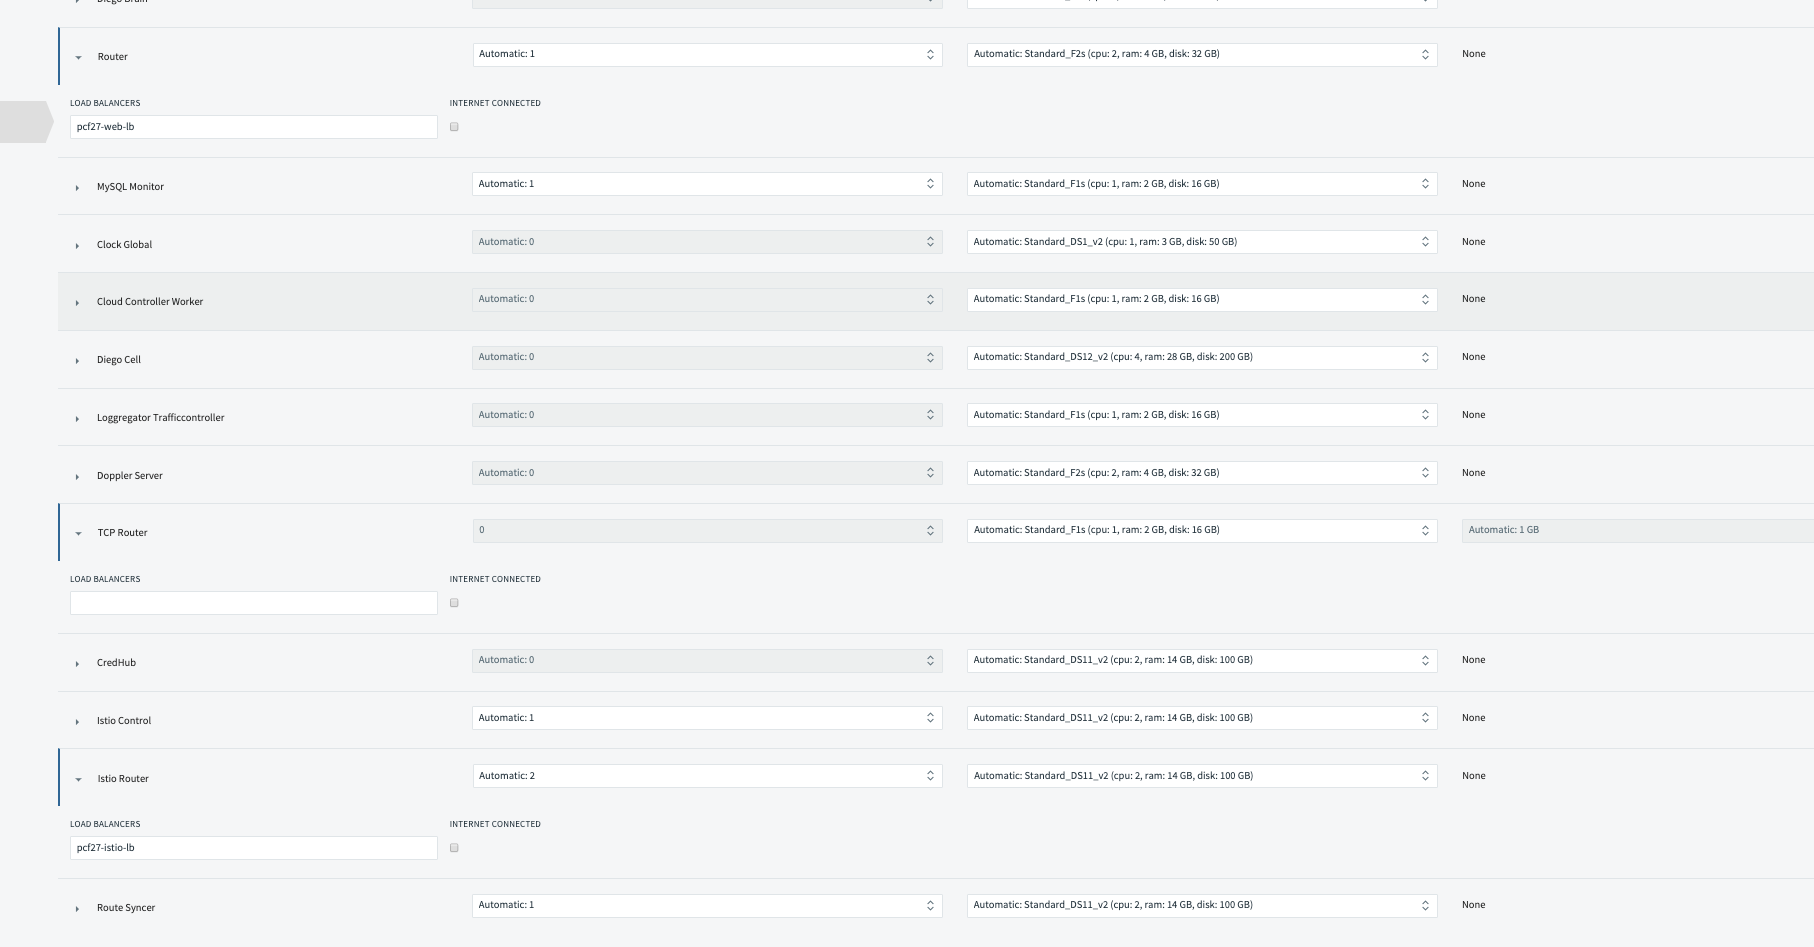 Diego Brain
Router Automatic: 1 Automatic: Standard_F2s (cpu: 2, ram: 4 GB, disk: 32 GB) None
LOAD BALANCERS INTERNET CONNECTED
pcf27-web-lb
MySQL Monitor Automatic: 1 Automatic: Standard_F1s (cpu: 1, ram: 2 GB, disk: 16 GB) None
Clock Global Automatic: 0 Automatic: Standard_DS1_v2 (cpu: 1, ram: 3 GB, disk: 50 GB) None
Cloud Controller Worker Automatic: 0 Automatic: Standard_F1s (cpu: 1, ram: 2 GB, disk: 16 GB) None
Diego Cell Automatic: 0 Automatic: Standard_DS12_v2 (cpu: 4, ram: 28 GB, disk: 200 GB) None
Loggregator Trafficcontroller Automatic: 0 Automatic: Standard_F1s (cpu: 1, ram: 2 GB, disk: 16 GB) None
Doppler Server Automatic: 0 Automatic: Standard_F2s (cpu: 2, ram: 4 GB, disk: 32 GB) None
TCP Router 0 Automatic: Standard_F1s (cpu: 1, ram: 2 GB, disk: 16 GB) Automatic: 1 GB
LOAD BALANCERS INTERNET CONNECTED
CredHub Automatic: 0 Automatic: Standard_DS11_v2 (cpu: 2, ram: 14 GB, disk: 100 GB) None
Istio Control Automatic: 1 Automatic: Standard_DS11_v2 (cpu: 2, ram: 14 GB, disk: 100 GB) None
Istio Router Automatic: 2 Automatic: Standard_DS11_v2 (cpu: 2, ram: 14 GB, disk: 100 GB) None
LOAD BALANCERS INTERNET CONNECTED
pcf27-istio-lb
Route Syncer Automatic: 1 Automatic: Standard_DS11_v2 (cpu: 2, ram: 14 GB, disk: 100 GB) None